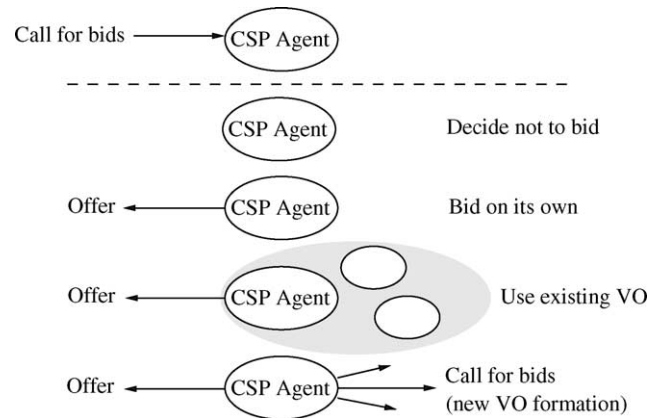 Call for bids
CSP Agent
CSP Agent
Decide not to bid
Offer
CSP Agent
Bid on its own
Offer
CSP Agent
Use existing VO
Offer
CSP Agent
Call for bids
(new VO formation)